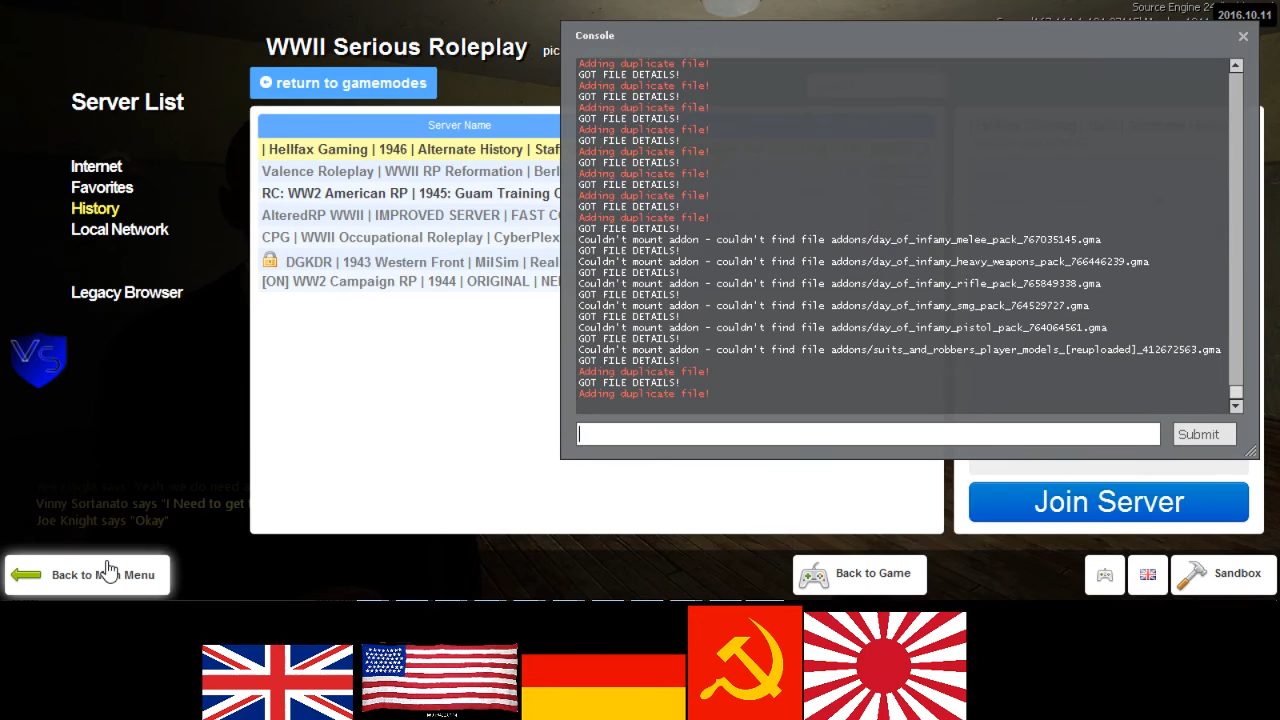 Source Engine 24
2016.10.11
WWII Serious Roleplay pic
return to gamemodes
Server List
Internet
Favorites
History
Local Network
Legacy Browser
Server Name
| Hellfax Gaming | 1946 | Alternate History | Staf
Valence Roleplay | WWII RP Reformation | Berl
RC: WW2 American RP | 1945: Guam Training
AlteredRP WWII | IMPROVED SERVER | FAST CO
CPG | WWII Occupational Roleplay | CyberPlex
DGKDR | 1943 Western Front | MilSim | Real
[ON] WW2 Campaign RP | 1944 | ORIGINAL | NE
Console
Adding duplicate file!
GOT FILE DETAILS!
Adding duplicate file!
GOT FILE DETAILS!
Adding duplicate file!
GOT FILE DETAILS!
Adding duplicate file!
GOT FILE DETAILS!
Adding duplicate file!
GOT FILE DETAILS!
Adding duplicate file!
GOT FILE DETAILS!
Adding duplicate file!
GOT FILE DETAILS!
Adding duplicate file!
GOT FILE DETAILS!
Couldn't mount addon - couldn't find file addons/day_of_infamy_melee_pack_767035145.gma
GOT FILE DETAILS!
Couldn't mount addon - couldn't find file addons/day_of_infamy_heavy_weapons_pack_766446239.gma
GOT FILE DETAILS!
Couldn't mount addon - couldn't find file addons/day_of_infamy_rifle_pack_765849338.gma
GOT FILE DETAILS!
Couldn't mount addon - couldn't find file addons/day_of_infamy_smg_pack_764529727.gma
GOT FILE DETAILS!
Couldn't mount addon - couldn't find file addons/day_of_infamy_pistol_pack_764064561.gma
GOT FILE DETAILS!
Couldn't mount addon - couldn't find file addons/suits_and_robbers_player_models_[reuploaded]_412672563.gma
GOT FILE DETAILS!
Adding duplicate file!
GOT FILE DETAILS!
Adding duplicate file!
Submit
Join Server
VS
Vinny Sortanato says "I Need to get
Joe Knight says "Okay"
Back to Main Menu
Back to Game
Sandbox